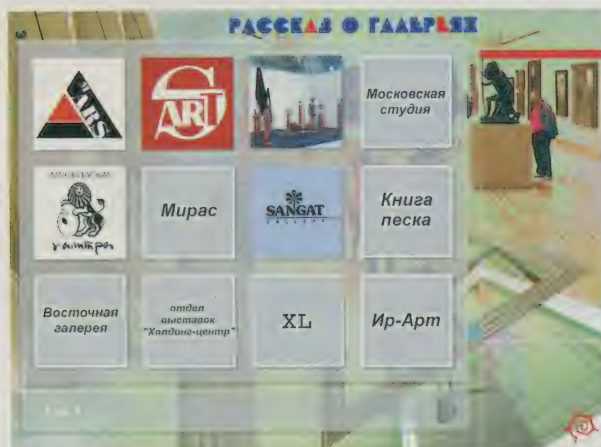 РАССКАЗ О ГАЛЕРЕЯХ
ARS
ART
Московская
студия
Мирас
SANGAT
GALLERY
Книга
песка
Восточная
галерея
отдел
выставок
"Холдинг-центр"
XL
Ир-Арт